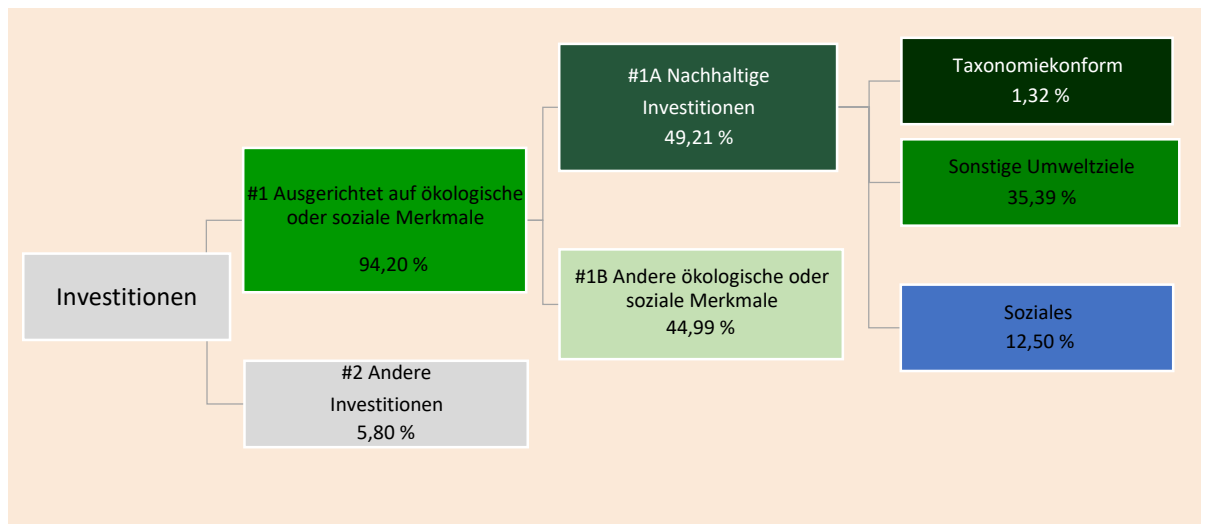 Investitionen
#1 Ausgerichtet auf ökologische
oder soziale Merkmale
94,20 %
#2 Andere
Investitionen
5,80 %
#1A Nachhaltige
Investitionen
49,21 %
#1B Andere ökologische oder
soziale Merkmale
44,99 %
Taxonomiekonform
1,32 %
Sonstige Umweltziele
35,39 %
Soziales
12,50 %